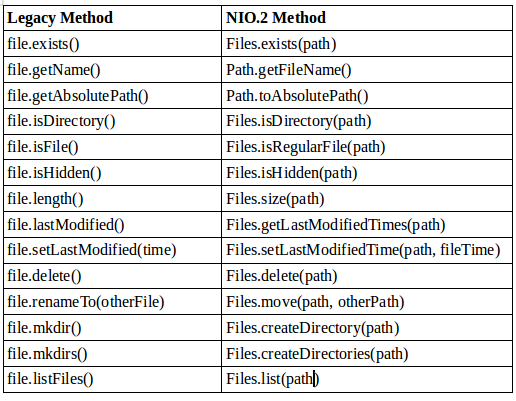 Legacy Method NIO.2 Method
file.exists() Files.exists(path)
file.getName() Path.getFileName()
file.getAbsolutePath() Path.toAbsolutePath()
file.isDirectory() Files.isDirectory(path)
file.isFile() Files.isRegularFile(path)
file.isHidden() Files.isHidden(path)
file.length() Files.size(path)
file.lastModified() Files.getLastModifiedTimes(path)
file.setLastModified(time) Files.setLastModifiedTime(path, fileTime)
file.delete() Files.delete(path)
file.renameTo(otherFile) Files.move(path, otherPath)
file.mkdir() Files.createDirectory(path)
file.mkdirs() Files.createDirectories(path)
file.listFiles() Files.list(path)